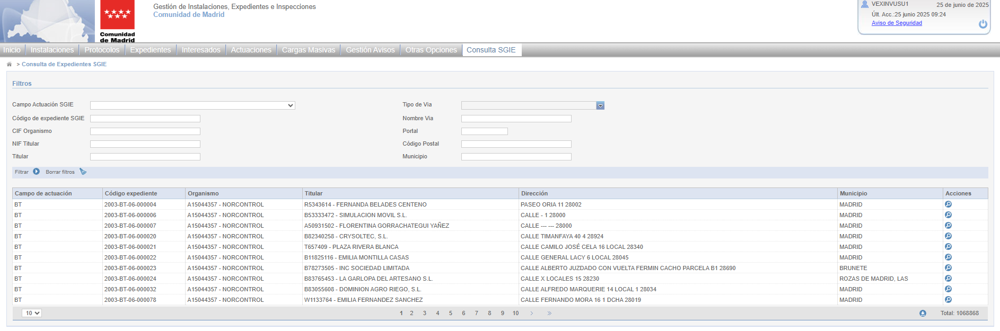 Comunidad
de Madrid
Gestión de Instalaciones, Expedientes e Inspecciones
Comunidad de Madrid
VEXINVUSU1 25 de junio de 2025
Últ. Acc.:25 junio 2025 09:24
Aviso de Seguridad
Inicio Instalaciones Protocolos Expedientes Interesados Actuaciones Cargas Masivas Gestión Avisos Otras Opciones Consulta SGIE
> Consulta de Expedientes SGIE
Filtros
Campo Actuación SGIE Tipo de Via
Código de expediente SGIE Nombre Via
CIF Organismo Portal
NIF Titular Código Postal
Titular Municipio
Filtrar Borrar filtros
Campo de actuación Código expediente Organismo Titular Dirección Municipio Acciones
BT 2003-BT-06-000004 A15044357 - NORCONTROL R5343614 - FERNANDA BELADES CENTENO PASEO ORIA 11 28002 MADRID
BT 2003-BT-06-000006 A15044357 - NORCONTROL B53333472 - SIMULACION MOVIL S.L. CALLE - 1 28000 MADRID
BT 2003-BT-06-000007 A15044357 - NORCONTROL A50931502 - FLORENTINA GORRACHATEGUI YAÑEZ CALLE --- --- 28000 MADRID
BT 2003-BT-06-000020 A15044357 - NORCONTROL B82340258 - CRYSOLTEC, S.L. CALLE TIMANFAYA 40 4 28924 MADRID
BT 2003-BT-06-000021 A15044357 - NORCONTROL T657409 - PLAZA RIVERA BLANCA CALLE CAMILO JOSÉ CELA 16 LOCAL 28340 MADRID
BT 2003-BT-06-000022 A15044357 - NORCONTROL B11825116 - EMILIA MONTILLA CASAS CALLE GENERAL LACY 6 LOCAL 28045 MADRID
BT 2003-BT-06-000023 A15044357 - NORCONTROL B78273505 - INC SOCIEDAD LIMITADA CALLE ALBERTO JUZDADO CON VUELTA FERMIN CACHO PARCELA B1 28690 BRUNETE
BT 2003-BT-06-000024 A15044357 - NORCONTROL B83765453 - LA GARLOPA DEL ARTESANO S.L. CALLE X LOCALES 15 28230 ROZAS DE MADRID, LAS
BT 2003-BT-06-000032 A15044357 - NORCONTROL B83055608 - DOMINION AGRO RIEGO, S.L. CALLE ALFREDO MARQUERIE 14 LOCAL 1 28034 MADRID
BT 2003-BT-06-000078 A15044357 - NORCONTROL W1133764 - EMILIA FERNANDEZ SANCHEZ CALLE FERNANDO MORA 16 1 DCHA 28019 MADRID
10 1 2 3 4 5 6 7 8 9 10 > >> Total: 1068868